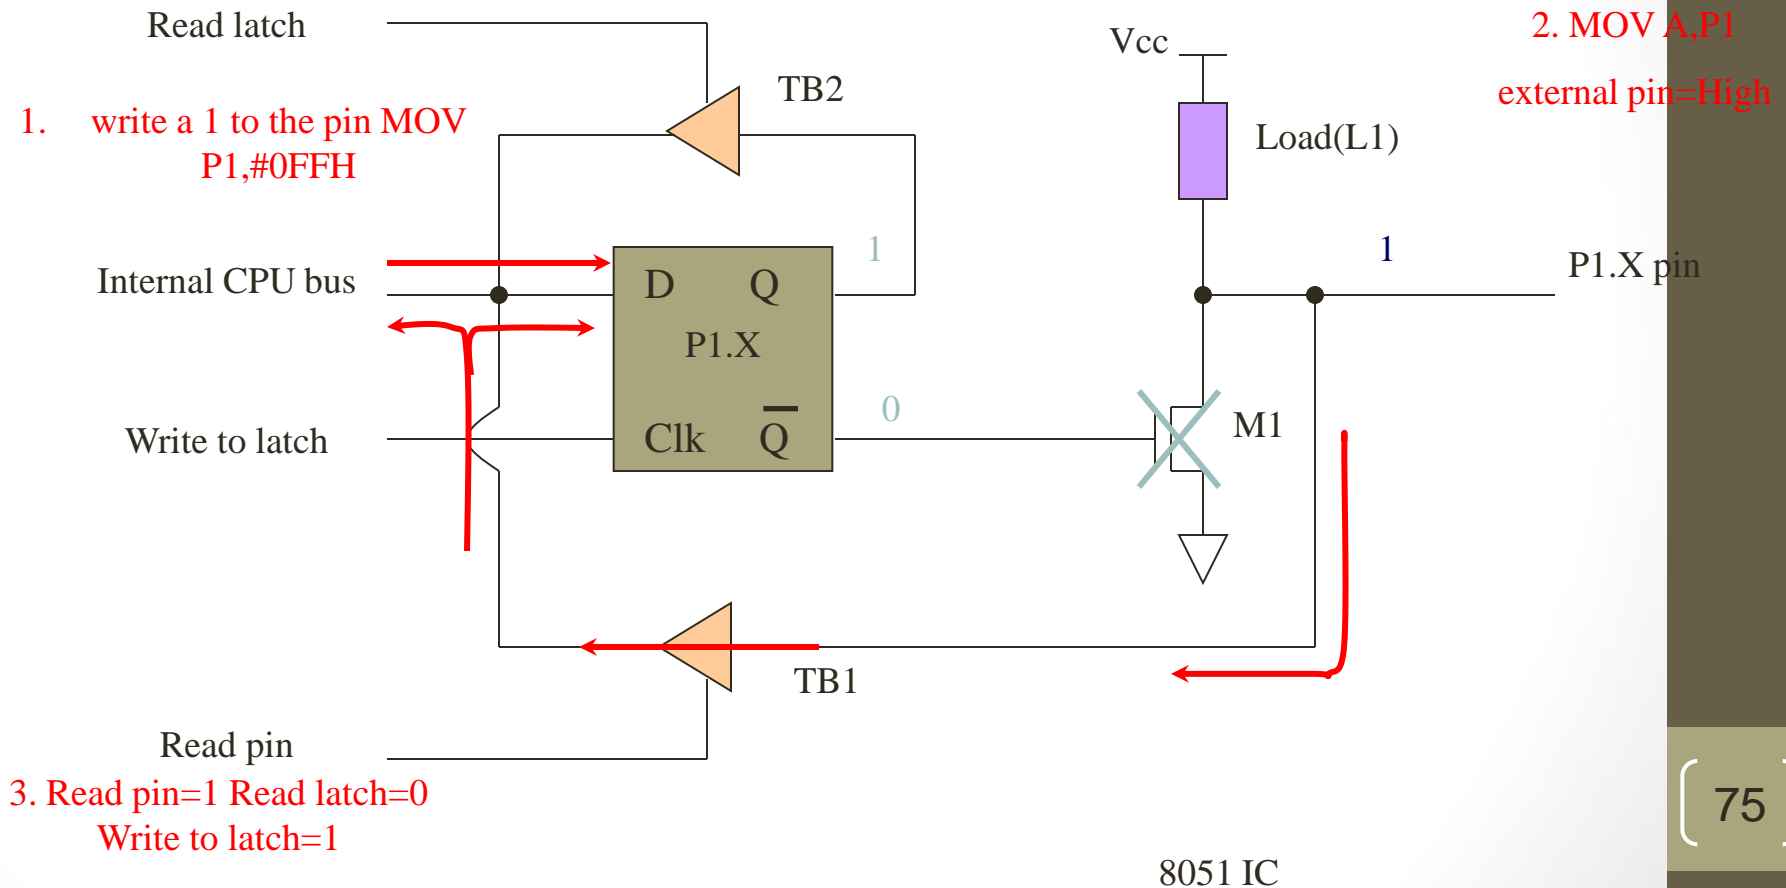 Read latch
Vcc
2. MOV A,P1
TB2
external pin=High
1. write a 1 to the pin MOV
P1,#0FFH
Load(L1)
1
1
Internal CPU bus
D Q
P1.X pin
P1.X
0
Write to latch
Clk Q̅
M1
TB1
Read pin
3. Read pin=1 Read latch=0
Write to latch=1
75
8051 IC